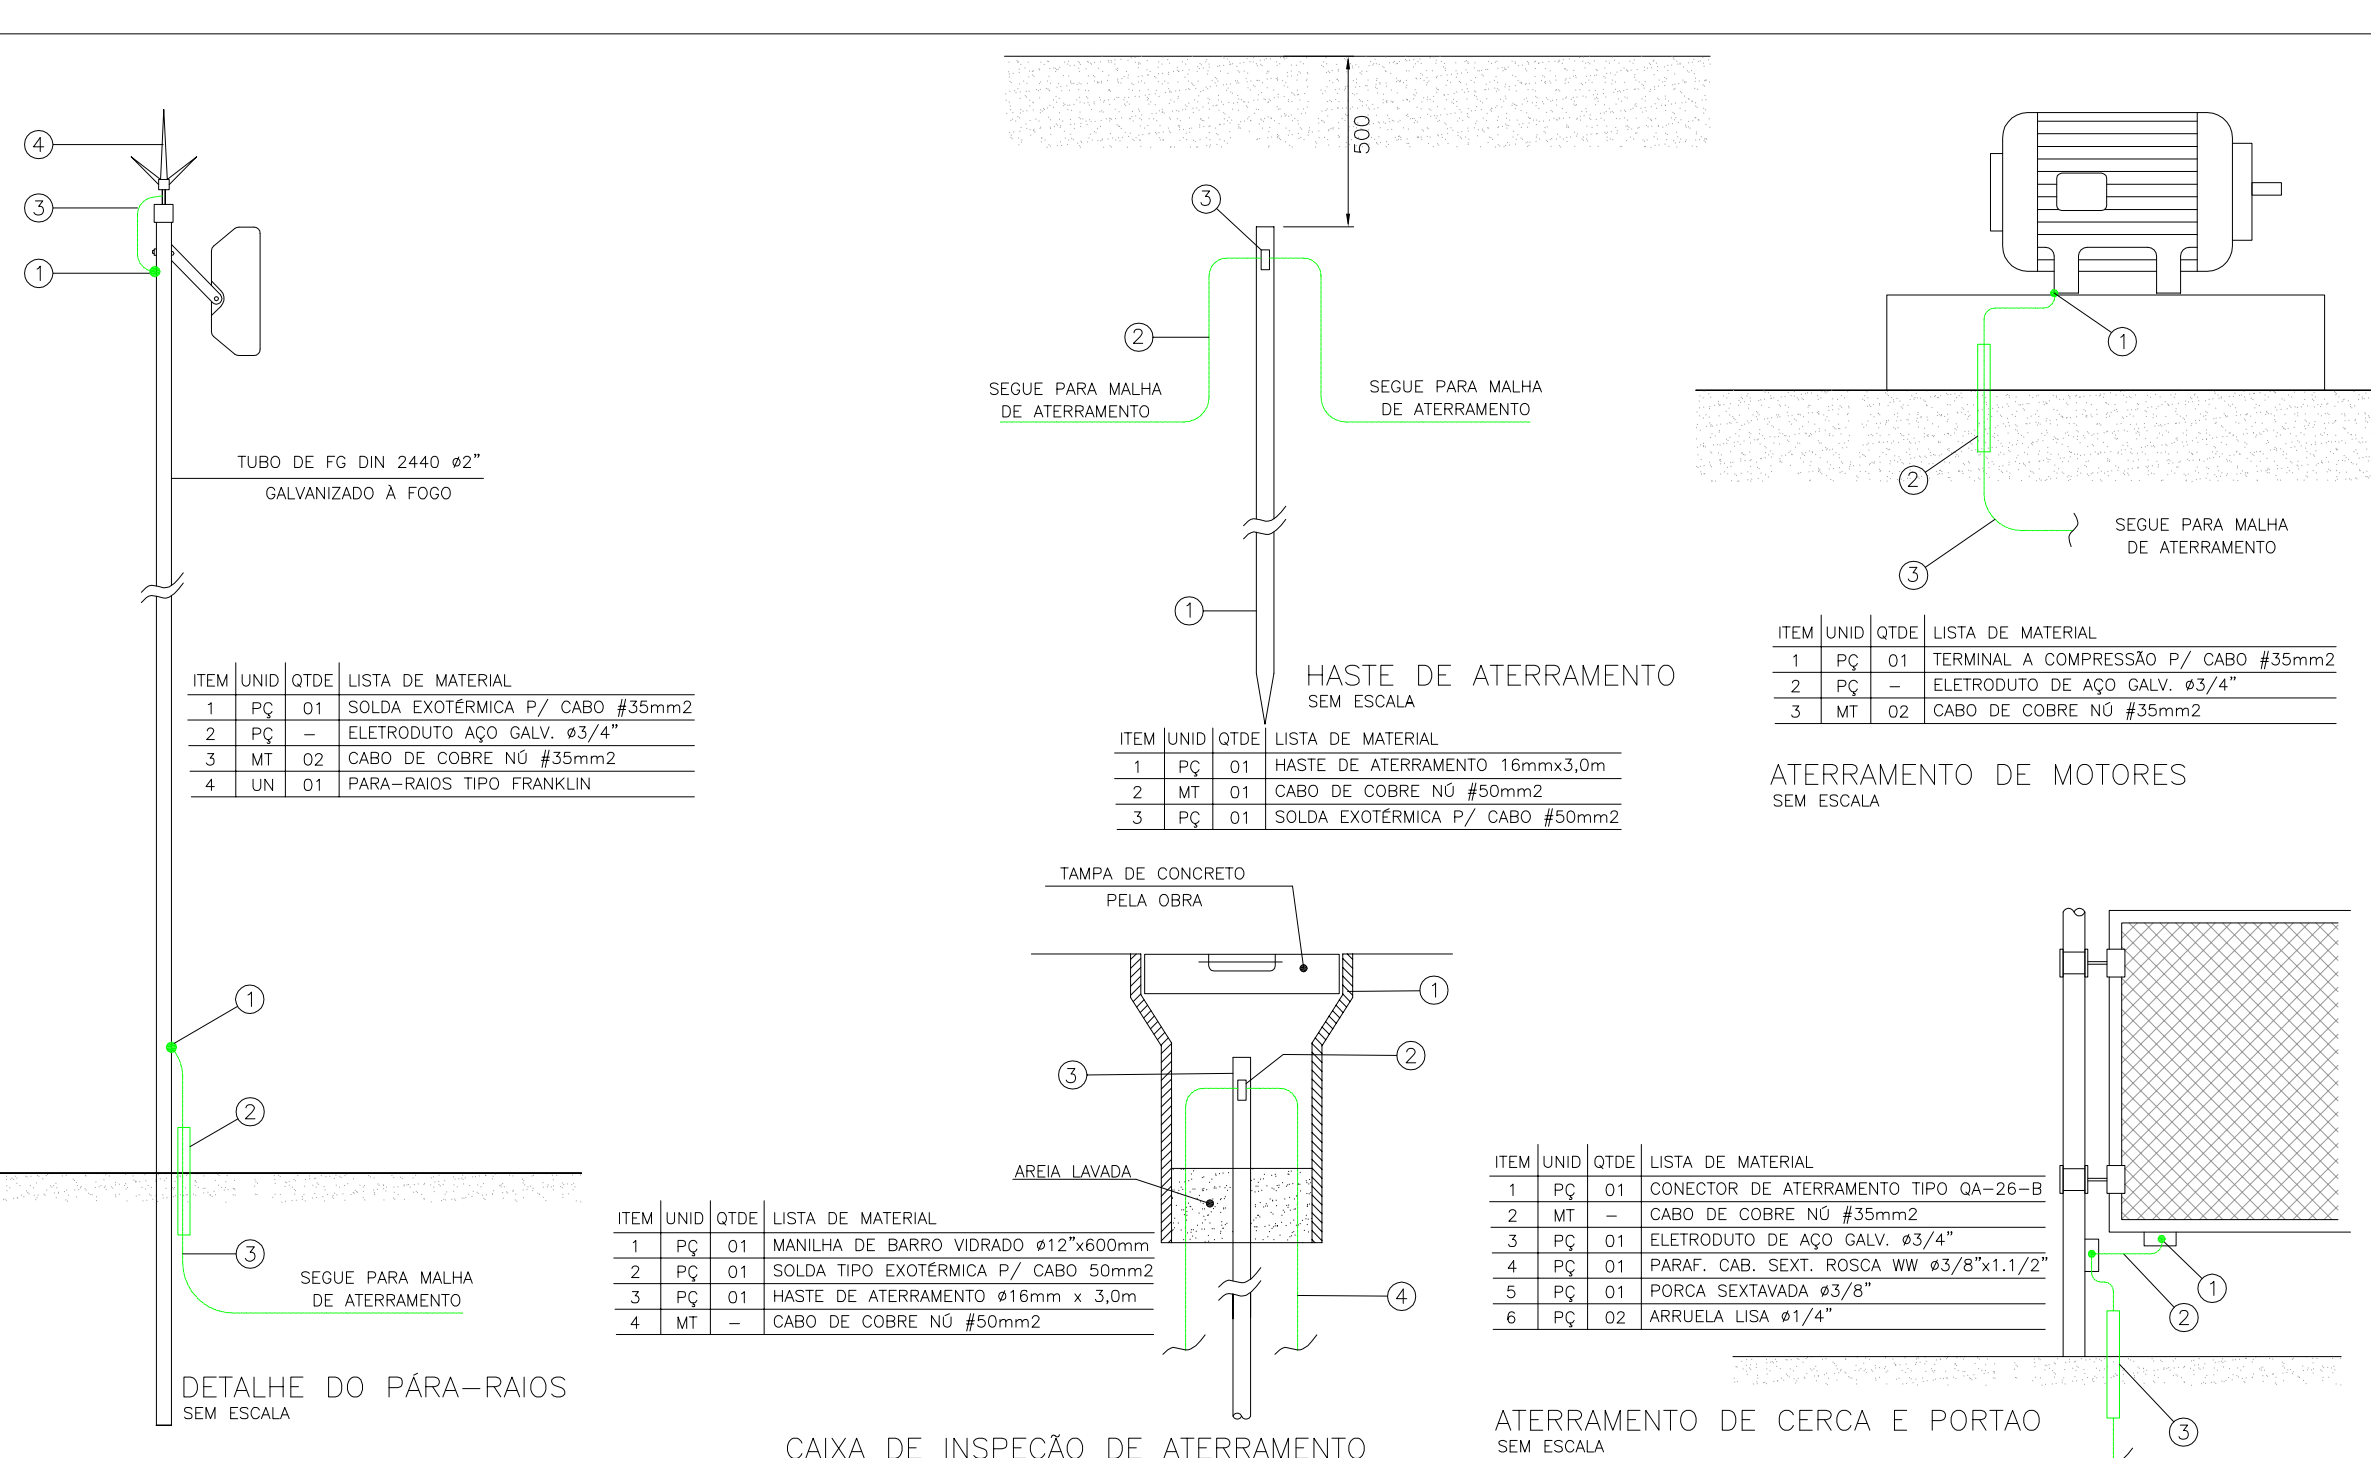 4
3
1
TUBO DE FG DIN 2440 ø2"
GALVANIZADO À FOGO
ITEM UNID QTDE LISTA DE MATERIAL
1 PÇ 01 SOLDA EXOTÉRMICA P/ CABO #35mm2
2 PÇ – ELETRODUTO AÇO GALV. ø3/4"
3 MT 02 CABO DE COBRE NÚ #35mm2
4 UN 01 PARA–RAIOS TIPO FRANKLIN
1
2
3
SEGUE PARA MALHA
DE ATERRAMENTO
DETALHE DO PÁRA–RAIOS
SEM ESCALA
500
3
2
SEGUE PARA MALHA
DE ATERRAMENTO
SEGUE PARA MALHA
DE ATERRAMENTO
1
HASTE DE ATERRAMENTO
SEM ESCALA
ITEM UNID QTDE LISTA DE MATERIAL
1 PÇ 01 HASTE DE ATERRAMENTO 16mmx3,0m
2 MT 01 CABO DE COBRE NÚ #50mm2
3 PÇ 01 SOLDA EXOTÉRMICA P/ CABO #50mm2
1
2
3
SEGUE PARA MALHA
DE ATERRAMENTO
ITEM UNID QTDE LISTA DE MATERIAL
1 PÇ 01 TERMINAL A COMPRESSÃO P/ CABO #35mm2
2 PÇ – ELETRODUTO DE AÇO GALV. ø3/4"
3 MT 02 CABO DE COBRE NÚ #35mm2
ATERRAMENTO DE MOTORES
SEM ESCALA
TAMPA DE CONCRETO
PELA OBRA
1
2
3
AREIA LAVADA
4
ITEM UNID QTDE LISTA DE MATERIAL
1 PÇ 01 MANILHA DE BARRO VIDRADO ø12"x600mm
2 PÇ 01 SOLDA TIPO EXOTÉRMICA P/ CABO 50mm2
3 PÇ 01 HASTE DE ATERRAMENTO ø16mm x 3,0m
4 MT – CABO DE COBRE NÚ #50mm2
CAIXA DE INSPEÇÃO DE ATERRAMENTO
ITEM UNID QTDE LISTA DE MATERIAL
1 PÇ 01 CONECTOR DE ATERRAMENTO TIPO QA–26–B
2 MT – CABO DE COBRE NÚ #35mm2
3 PÇ 01 ELETRODUTO DE AÇO GALV. ø3/4"
4 PÇ 01 PARAF. CAB. SEXT. ROSCA WW ø3/8"x1.1/2"
5 PÇ 01 PORCA SEXTAVADA ø3/8"
6 PÇ 02 ARRUELA LISA ø1/4"
1
2
3
ATERRAMENTO DE CERCA E PORTAO
SEM ESCALA